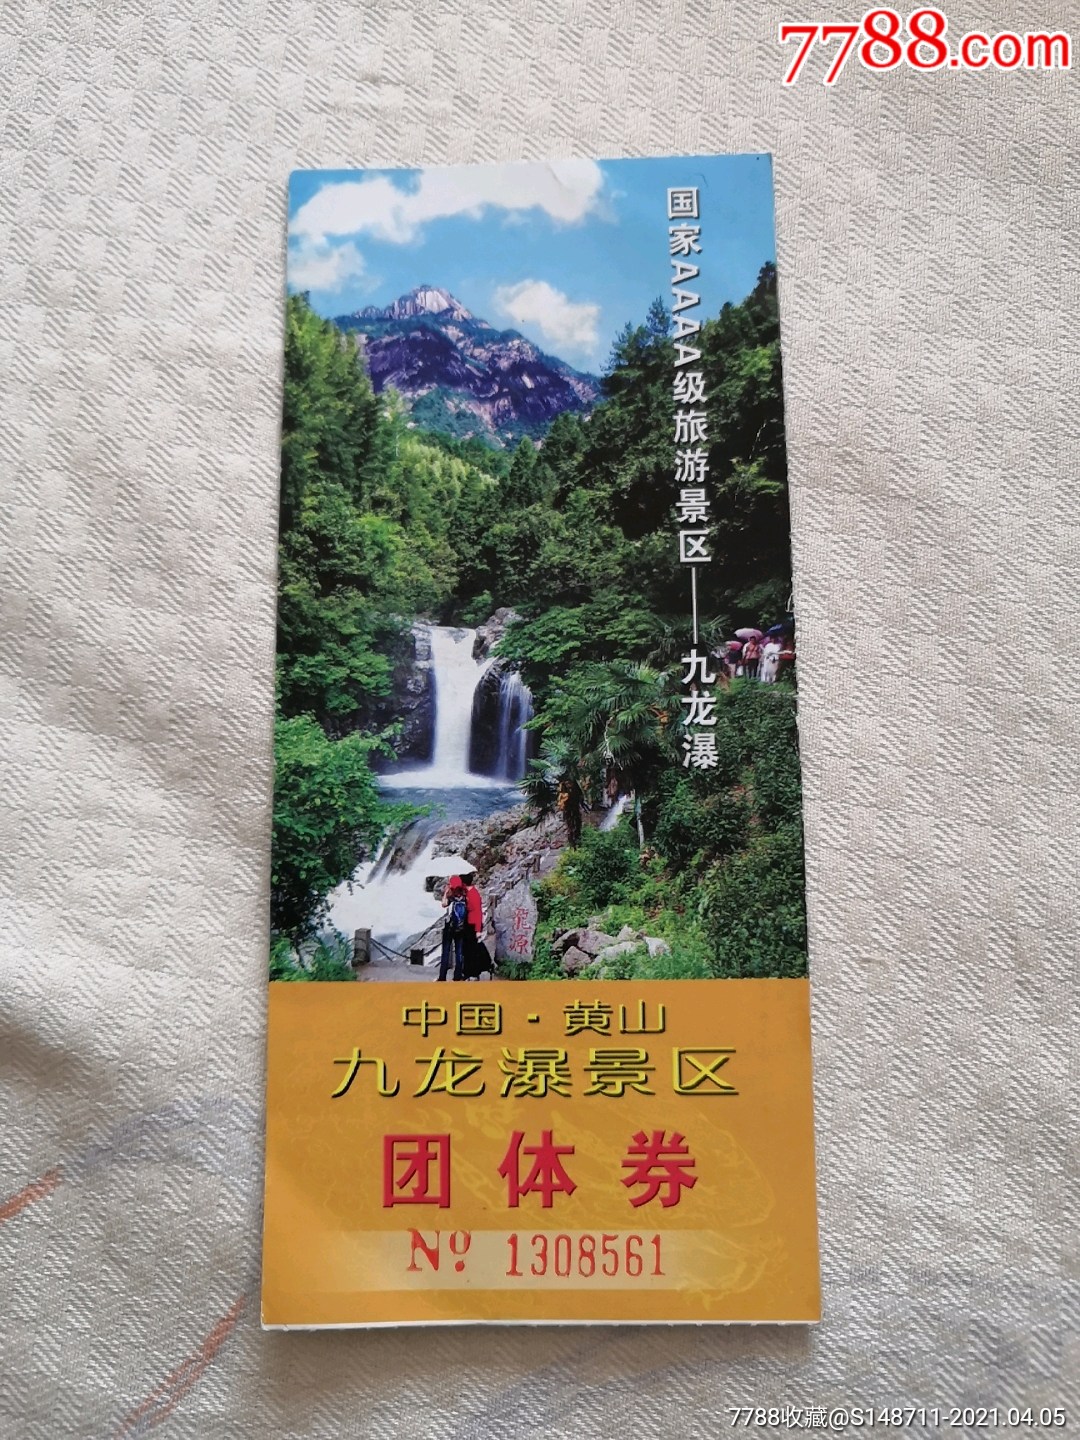 7788.com
国家AAAA级旅游景区——九龙瀑
龍源
中国·黄山
九龙瀑景区
团体券
Nº 1308561
7788收藏@S148711-2021.04.05